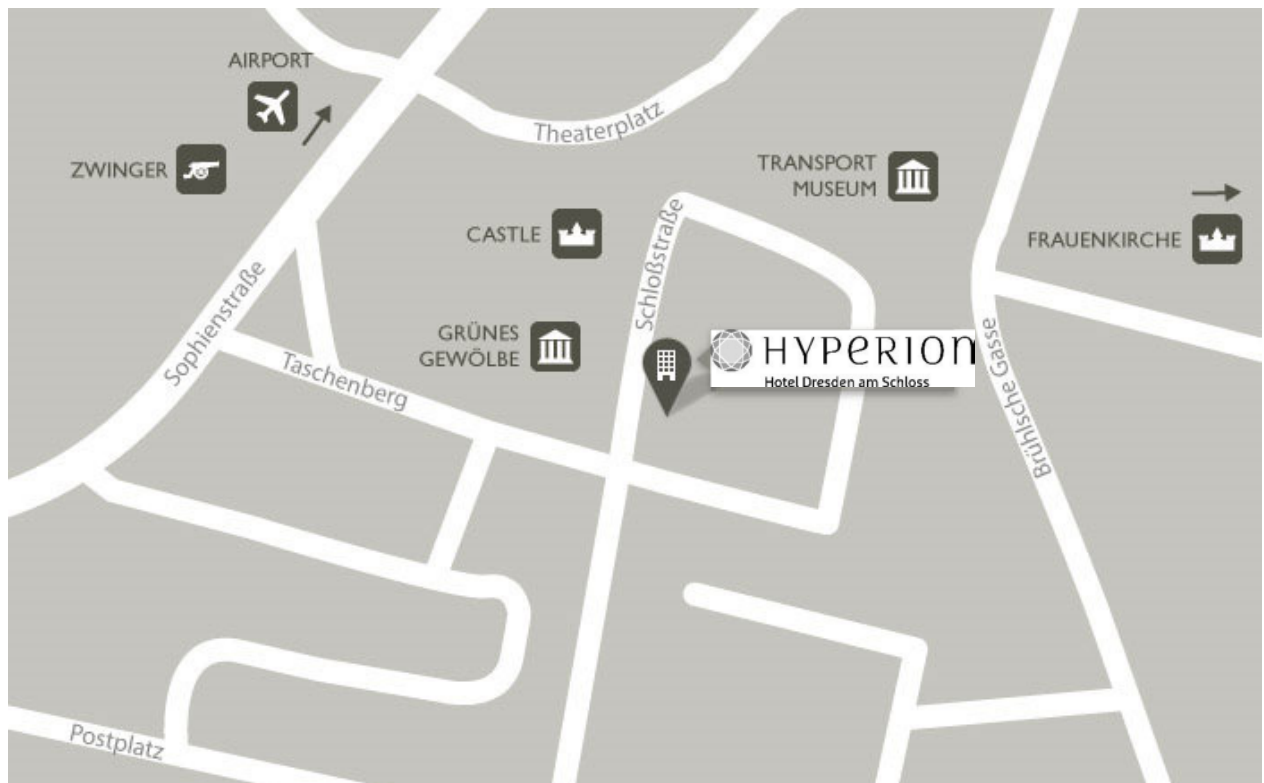 AIRPORT
ZWINGER
Theaterplatz
TRANSPORT
MUSEUM
CASTLE
FRAUENKIRCHE
Schloßstraße
Sophienstraße
GRÜNES
GEWÖLBE
HYPERION
Hotel Dresden am Schloss
Taschenberg
Brühlsche Gasse
Postplatz